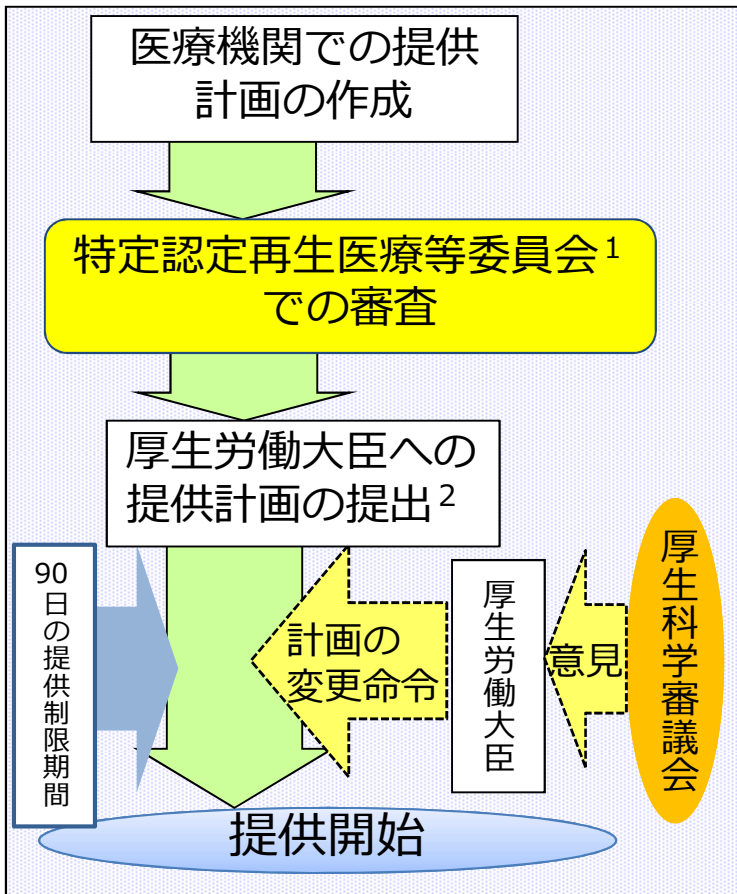 医療機関での提供
計画の作成
特定認定再生医療等委員会1
での審査
厚生労働大臣への
提供計画の提出2
90日の提供制限期間
計画の
変更命令
厚生労働大臣
意見
厚生科学審議会
提供開始